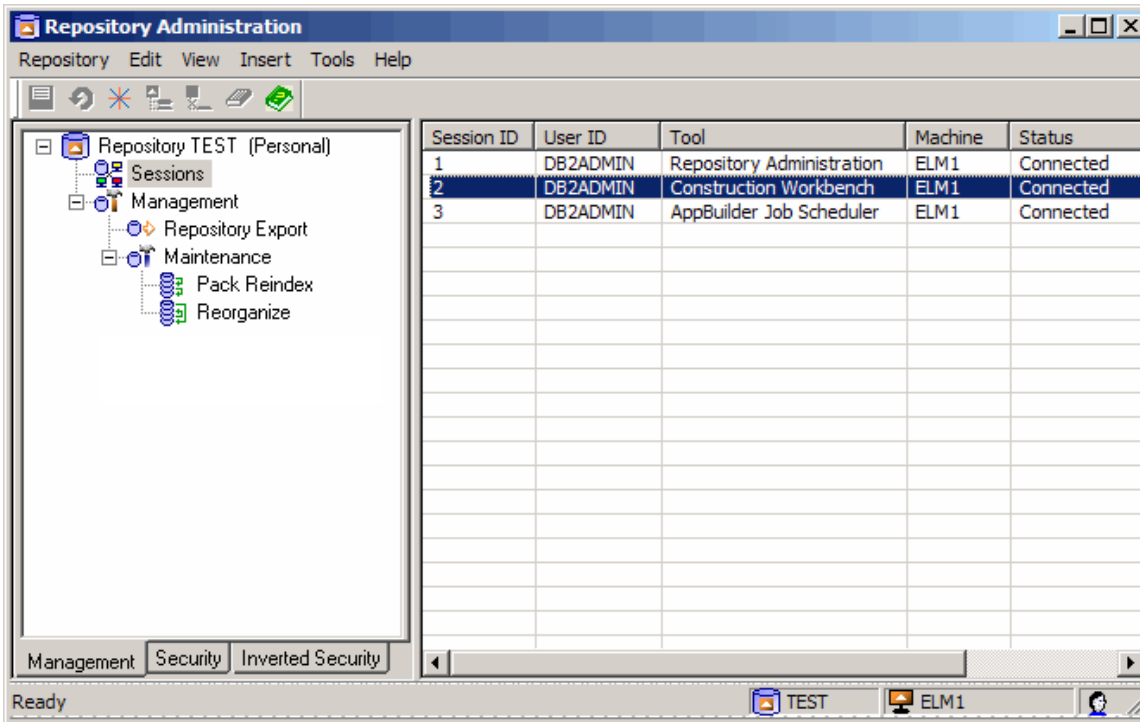 Repository Administration
Repository Edit View Insert Tools Help
Repository TEST (Personal)
Sessions
Management
Repository Export
Maintenance
Pack Reindex
Reorganize
Management Security Inverted Security
Session ID User ID Tool Machine Status
1 DB2ADMIN Repository Administration ELM1 Connected
2 DB2ADMIN Construction Workbench ELM1 Connected
3 DB2ADMIN AppBuilder Job Scheduler ELM1 Connected
Ready TEST ELM1